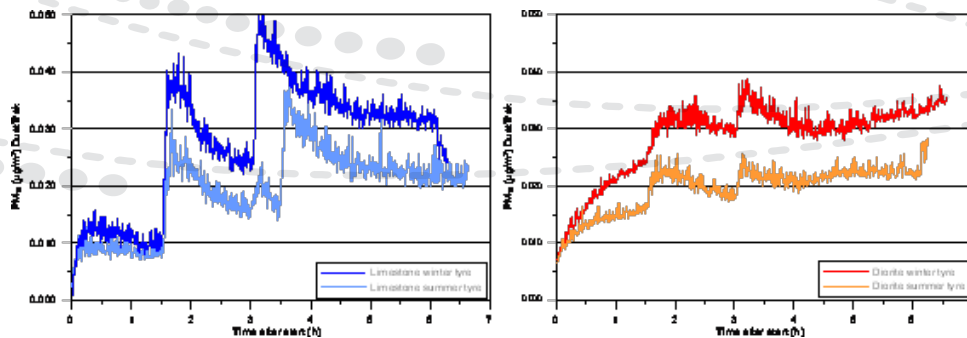 0.050
0.040
0.030
0.020
0.010
0.000
PM10 (µg/m³) DustTrak
0 1 2 3 4 5 6 7
Time after start (h)
Limestone winter tyre
Limestone summer tyre
0.050
0.040
0.030
0.020
0.010
0.000
PM10 (µg/m³) DustTrak
0 1 2 3 4 5 6
Time after start (h)
Diorite winter tyre
Diorite summer tyre